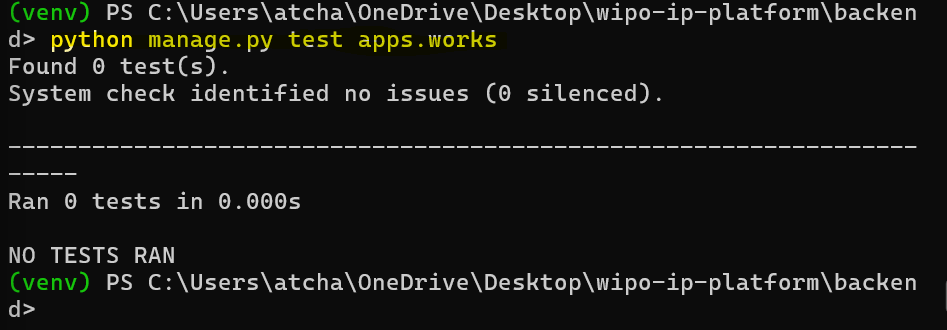 (venv) PS C:\Users\atcha\OneDrive\Desktop\wipo-ip-platform\backen
d> python manage.py test apps.works
Found 0 test(s).
System check identified no issues (0 silenced).

-----------------------------------------------------------------
-----
Ran 0 tests in 0.000s

NO TESTS RAN
(venv) PS C:\Users\atcha\OneDrive\Desktop\wipo-ip-platform\backen
d>